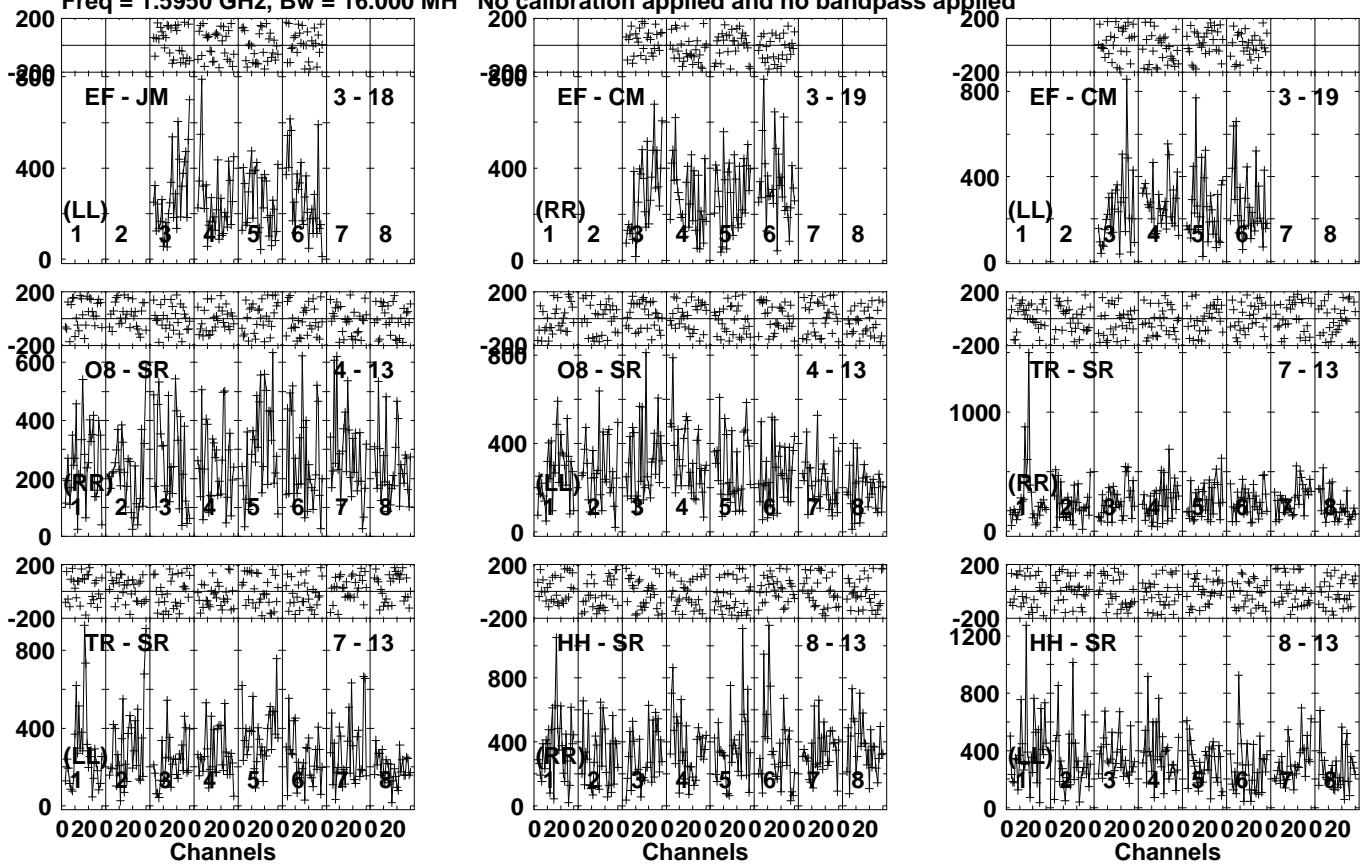 Freq = 1.5950 GHz, Bw = 16.000 MH No calibration applied and no bandpass applied
200 200 200
-200 -200
800 800 800
EF - JM 3 - 18 EF - CM 3 - 19 EF - CM 3 - 19
400 400 400
(LL) (RR) (LL)
1 2 3 4 5 6 7 8 1 2 3 4 5 6 7 8 1 2 3 4 5 6 7 8
0 0 0
200 200 200
-200 -200 -200
600 800
O8 - SR 4 - 13 O8 - SR 4 - 13 TR - SR 7 - 13
400 400 1000
200
(RR) (LL) (RR)
1 2 3 4 5 6 7 8 1 2 3 4 5 6 7 8 1 2 3 4 5 6 7 8
0 0 0
200 200 200
-200 -200 -200
800 800 1200
TR - SR 7 - 13 HH - SR 8 - 13 HH - SR 8 - 13
800
400 400 400
(LL) (RR) (LL)
1 2 3 4 5 6 7 8 1 2 3 4 5 6 7 8 1 2 3 4 5 6 7 8
0 0 0
0 20 0 20 0 20 0 20 0 20 0 20 0 20 0 20 0 20 0 20 0 20 0 20 0 20 0 20 0 20 0 20 0 20 0 20 0 20 0 20 0 20 0 20 0 20 0 20
Channels Channels Channels